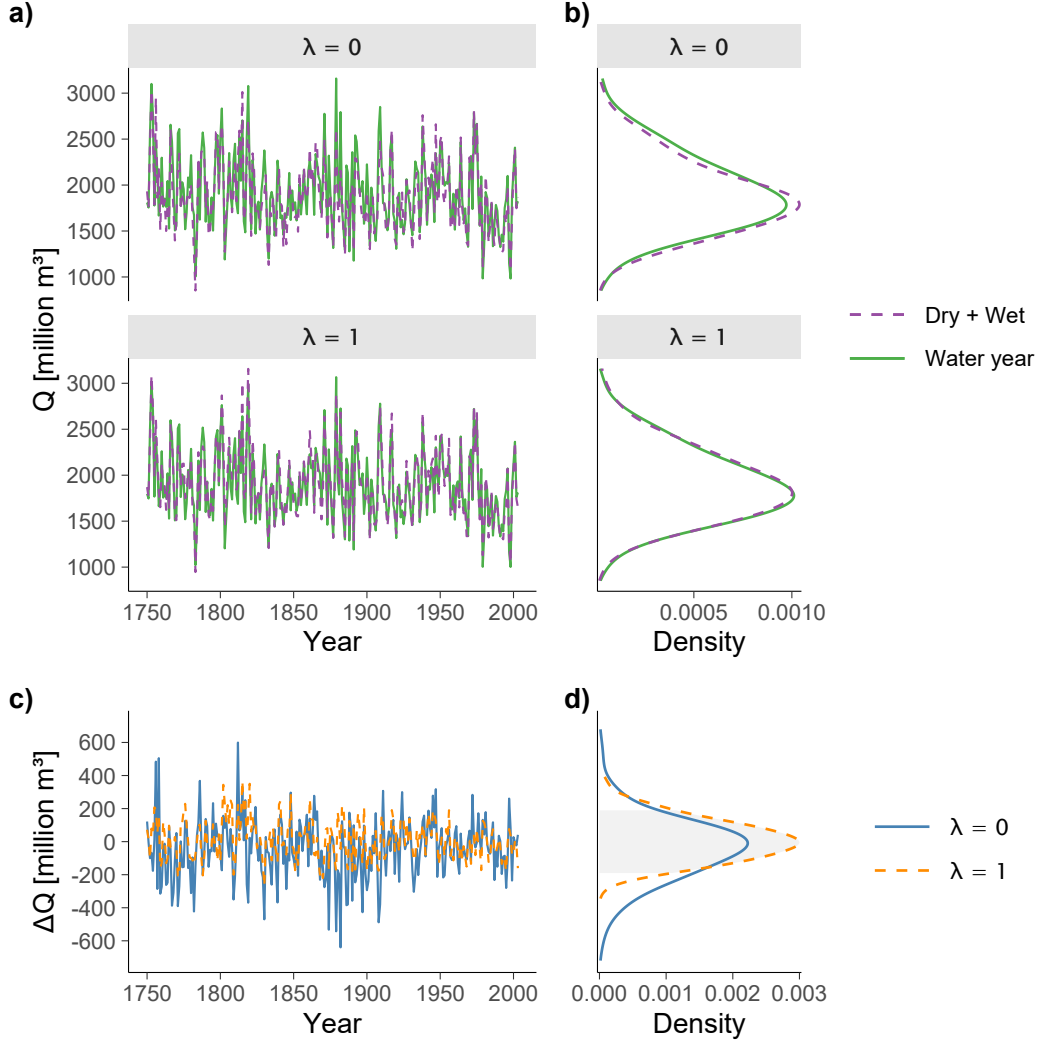 a)
b)
λ = 0
λ = 0
3000
2500
2000
1500
1000
λ = 1
λ = 1
3000
2500
2000
1500
1000
Q [million m³]
Dry + Wet
Water year
1750 1800 1850 1900 1950 2000
Year
0.0005 0.0010
Density
c)
d)
600
400
200
0
-200
-400
-600
ΔQ [million m³]
λ = 0
λ = 1
1750 1800 1850 1900 1950 2000
Year
0.000 0.001 0.002 0.003
Density